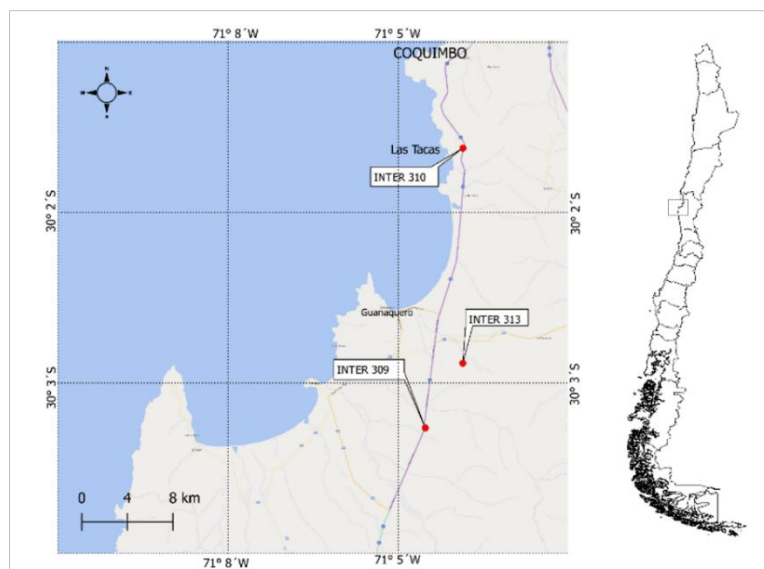 71° 8´W
71° 5´W
COQUIMBO
N
W
E
S
Las Tacas
INTER 310
30° 2´S
30° 2´S
Guanaquero
INTER 313
INTER 309
30° 3´S
30° 3´S
0 4 8 km
71° 8´W
71° 5´W